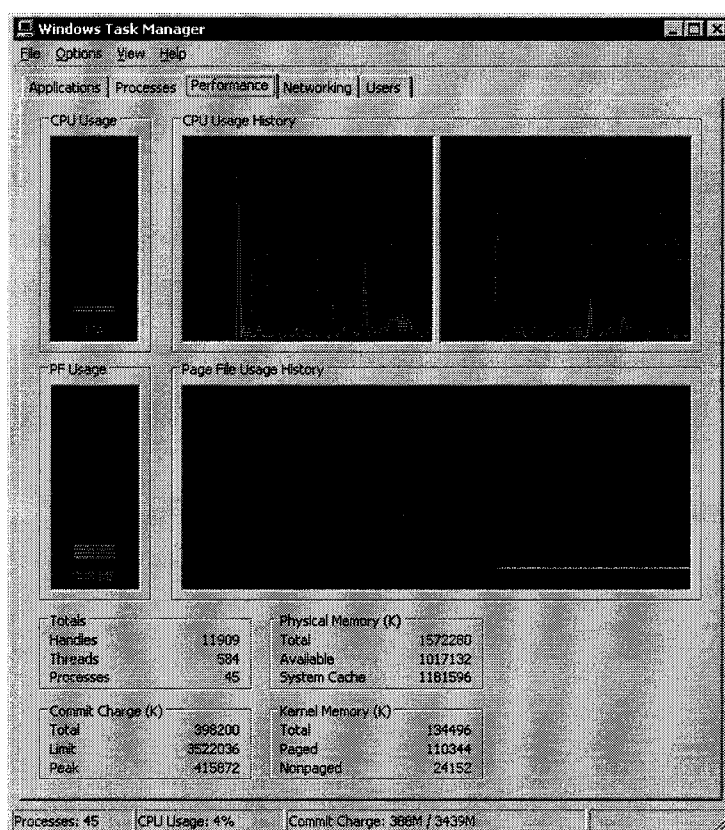 Windows Task Manager
File Options View Help
Applications Processes Performance Networking Users
CPU Usage CPU Usage History
PF Usage Page File Usage History
Totals
Handles 11909
Threads 584
Processes 45
Physical Memory (K)
Total 1572280
Available 1017132
System Cache 1181596
Commit Charge (K)
Total 398200
Limit 3522036
Peak 415872
Kernel Memory (K)
Total 134496
Paged 110344
Nonpaged 24152
Processes: 45 CPU Usage: 4% Commit Charge: 388M / 3439M